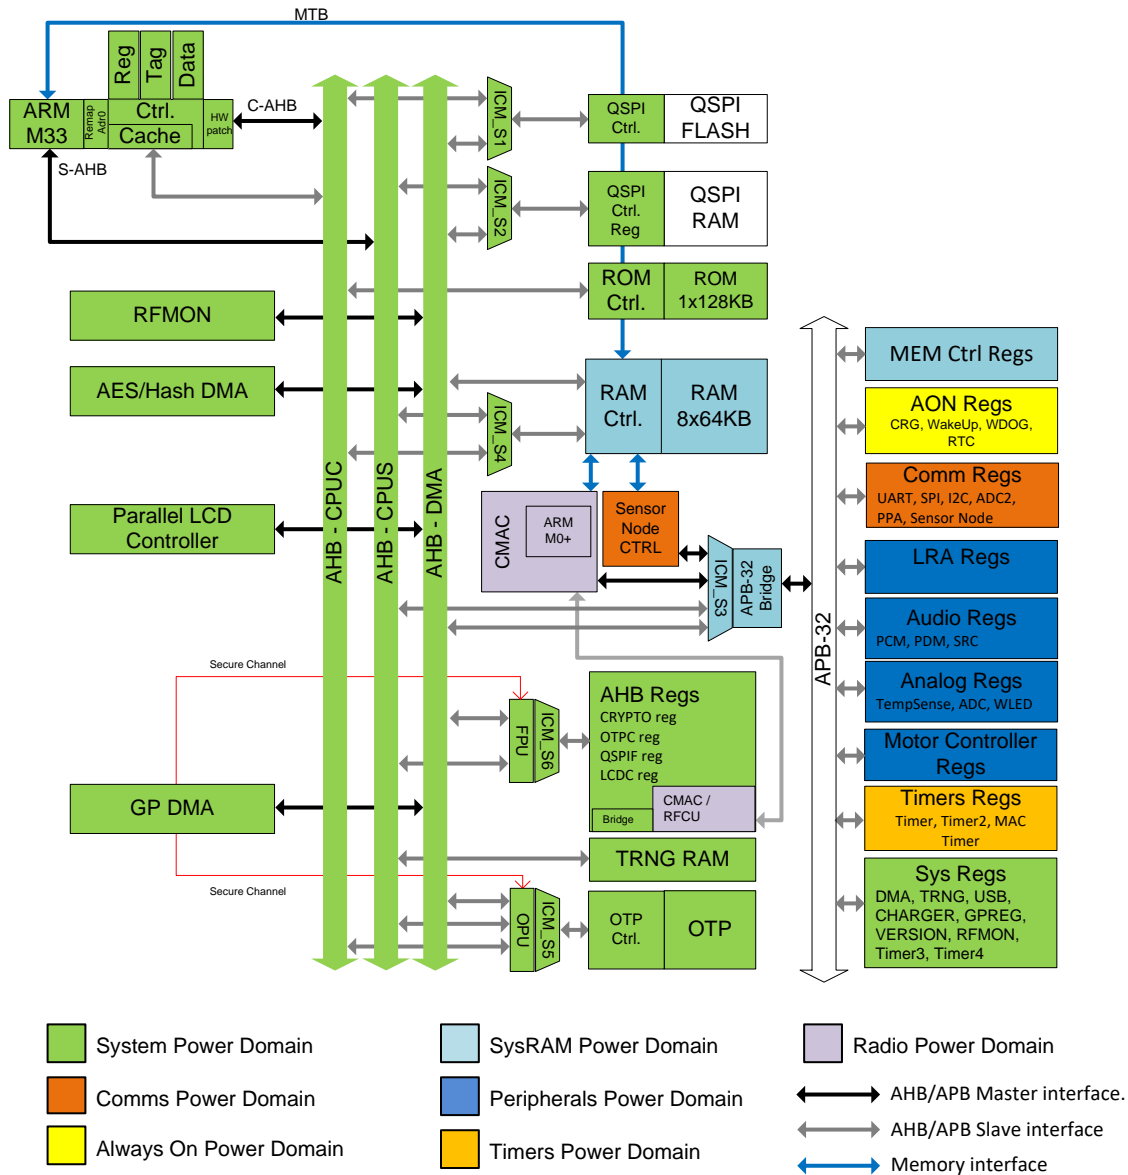 MTB
Reg
Tag
Data
ARM
M33
Remap
Adr0
Ctrl.
Cache
HW
patch
C-AHB
S-AHB
ICM_S1
QSPI
Ctrl.
QSPI
FLASH
ICM_S2
QSPI
Ctrl.
Reg
QSPI
RAM
ROM
Ctrl.
ROM
1x128KB
RFMON
AES/Hash DMA
RAM
Ctrl.
RAM
8x64KB
ICM_S4
Parallel LCD
Controller
AHB - CPUC
AHB - CPUS
AHB - DMA
CMAC
ARM
M0+
Sensor
Node
CTRL
ICM_S3
APB-32
Bridge
APB-32
MEM Ctrl Regs
AON Regs
CRG, WakeUp, WDOG,
RTC
Comm Regs
UART, SPI, I2C, ADC2,
PPA, Sensor Node
LRA Regs
Audio Regs
PCM, PDM, SRC
Analog Regs
TempSense, ADC, WLED
Motor Controller
Regs
Timers Regs
Timer, Timer2, MAC
Timer
Sys Regs
DMA, TRNG, USB,
CHARGER, GPREG,
VERSION, RFMON,
Timer3, Timer4
Secure Channel
FPU
ICM_S6
AHB Regs
CRYPTO reg
OTPC reg
QSPIF reg
LCDC reg
Bridge
CMAC /
RFCU
GP DMA
TRNG RAM
Secure Channel
OPU
ICM_S5
OTP
Ctrl.
OTP
System Power Domain
SysRAM Power Domain
Radio Power Domain
Comms Power Domain
Peripherals Power Domain
AHB/APB Master interface.
Always On Power Domain
Timers Power Domain
AHB/APB Slave interface
Memory interface